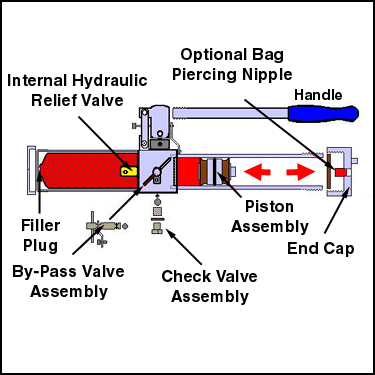 Optional Bag
Piercing Nipple
Internal Hydraulic
Relief Valve
Handle
Filler
Plug
Piston
Assembly
End Cap
By-Pass Valve
Assembly
Check Valve
Assembly